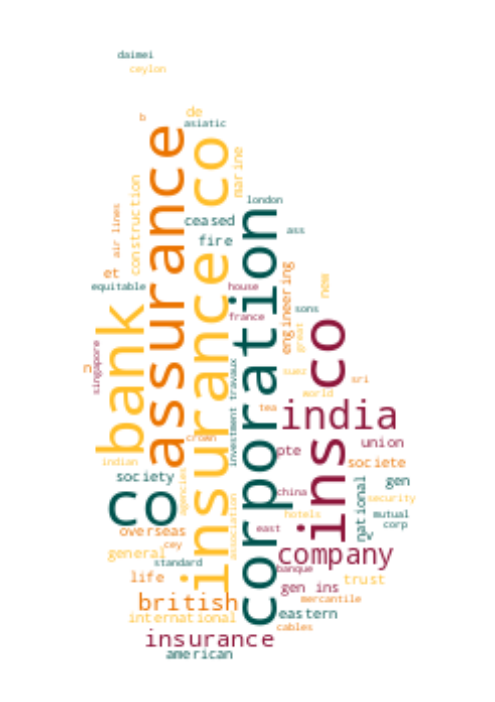 daimei
ceylon
b
de
asiatic
assurance
insurance co
marine
construction
air lines
london
ceased
fire
ass
corporation
et
equitable
house
engineering
new
sons
france
great
bank
singapore
n
investment travaux
suez
sri
world
ins co
tea
india
crown
union
pte
indian
societe
society
agencies
china
gen
security
co
hotels
national
mutual
corp
v
overseas
association
east
cey
general
company
standard
banque
life
trust
gen ins
british
mercantile
international
eastern
cables
insurance
american